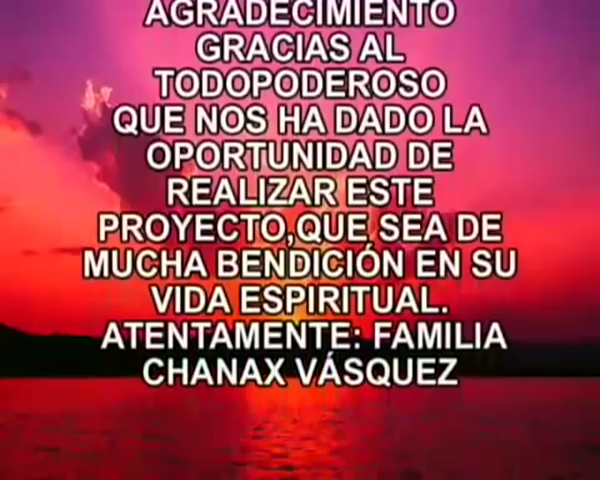 AGRADECIMIENTO
GRACIAS AL
TODOPODEROSO
QUE NOS HA DADO LA
OPORTUNIDAD DE
REALIZAR ESTE
PROYECTO,QUE SEA DE
MUCHA BENDICIÓN EN SU
VIDA ESPIRITUAL.
ATENTAMENTE: FAMILIA
CHANAX VÁSQUEZ